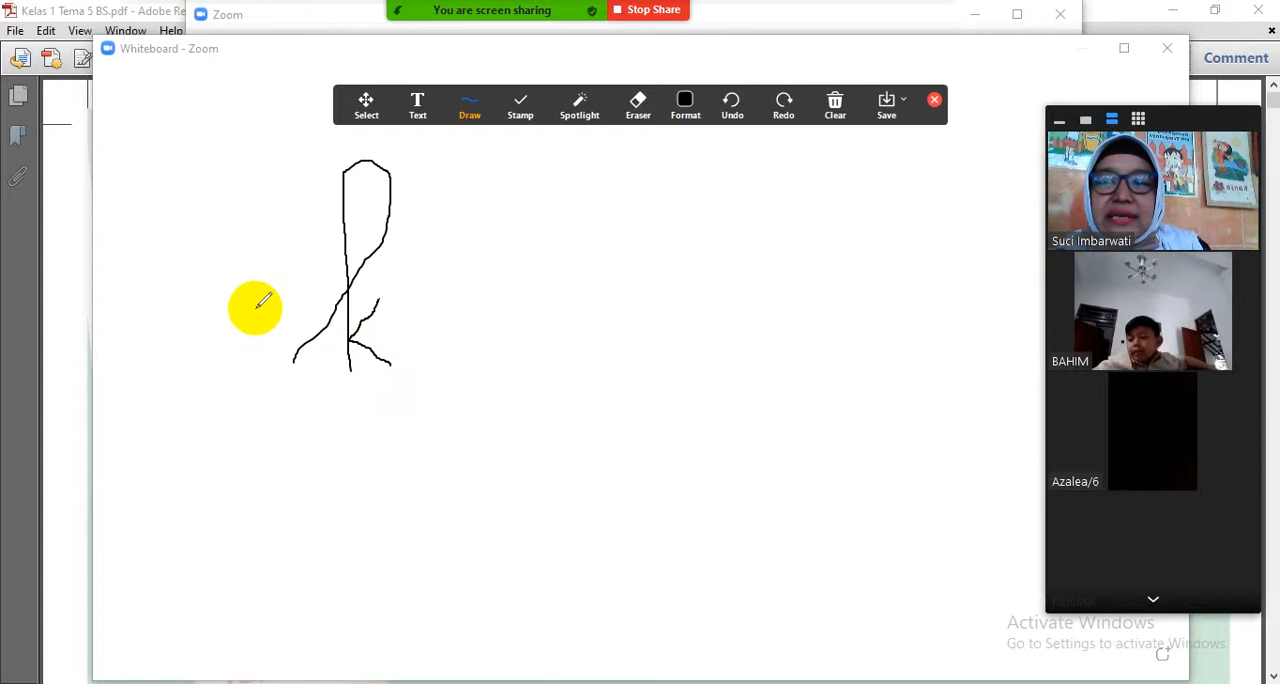 Kelas 1 Tema 5 BS.pdf - Adobe Re
Zoom
You are screen sharing
Stop Share
File Edit View Window Help
Whiteboard - Zoom
Comment
Select Text Draw Stamp Spotlight Eraser Format Undo Redo Clear Save
k
Suci Imbarwati
BAHIM
Azalea/6
Activate Windows
Go to Settings to activate Windows.